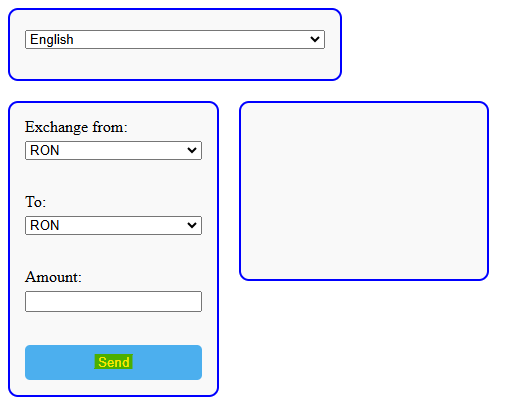 English
Exchange from:
RON
To:
RON
Amount:
Send